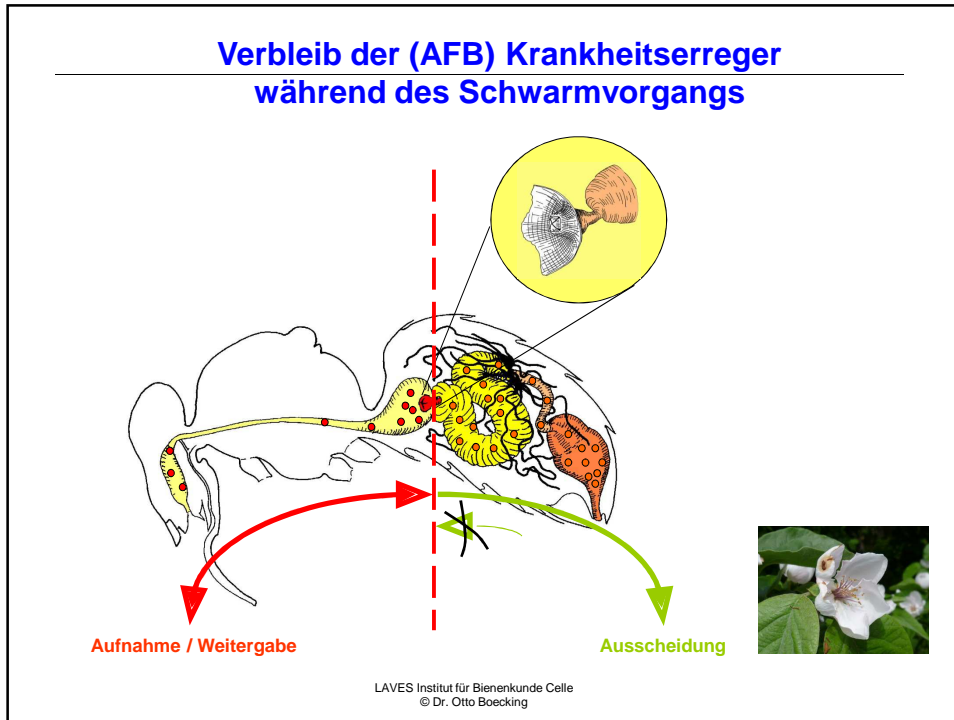 Verbleib der (AFB) Krankheitserreger
während des Schwarmvorgangs
Aufnahme / Weitergabe
Ausscheidung
LAVES Institut für Bienenkunde Celle
© Dr. Otto Boecking